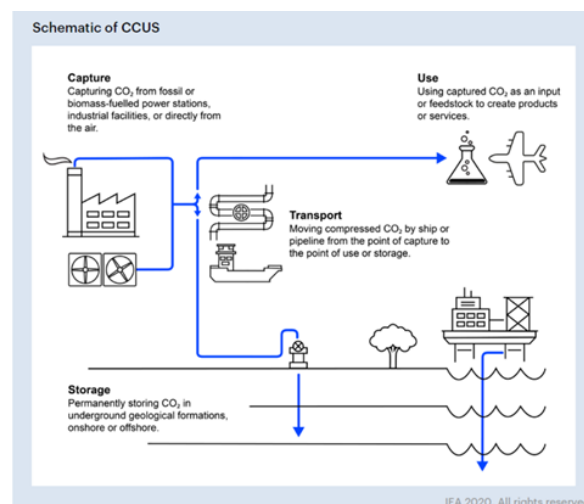 Schematic of CCUS
Capture
Capturing CO₂ from fossil or
biomass-fuelled power stations,
industrial facilities, or directly from
the air.
Use
Using captured CO₂ as an input
or feedstock to create products
or services.
Transport
Moving compressed CO₂ by ship or
pipeline from the point of capture to
the point of use or storage.
Storage
Permanently storing CO₂ in
underground geological formations,
onshore or offshore.
IEA 2020. All rights reserve